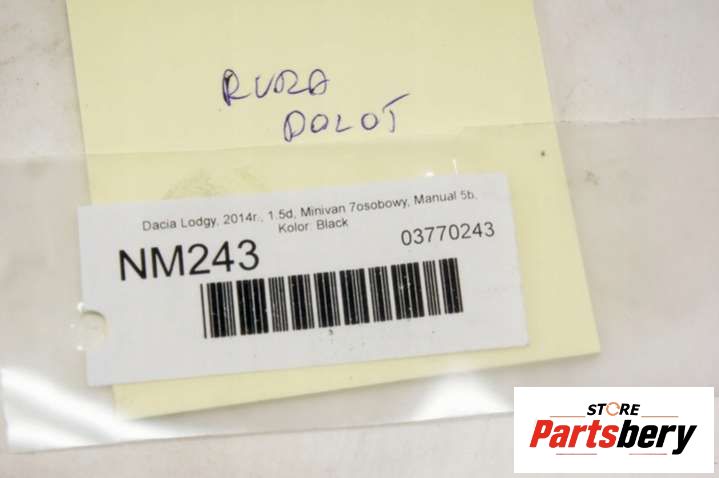 RURA
DOLOT
Dacia Lodgy, 2014r., 1.5d, Minivan 7osobowy, Manual 5b,
Kolor: Black
NM243
03770243
STORE
Partsbery